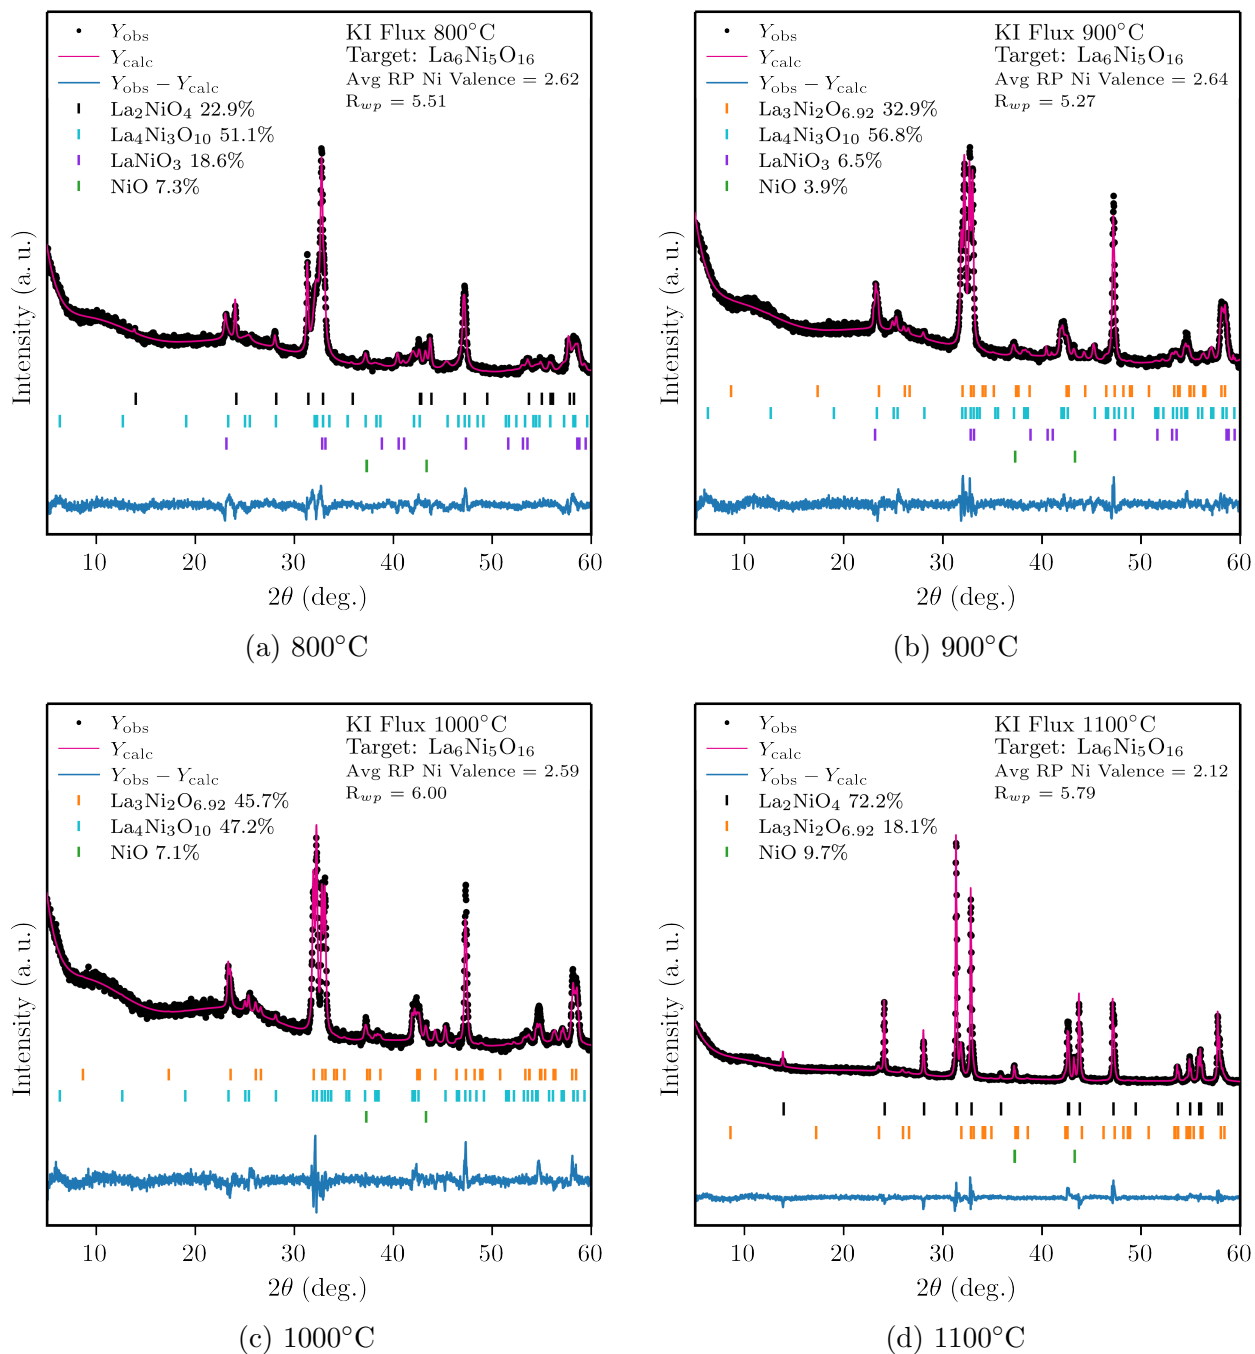 Y_obs
Y_calc
Y_obs − Y_calc
La₂NiO₄ 22.9%
La₄Ni₃O₁₀ 51.1%
LaNiO₃ 18.6%
NiO 7.3%
KI Flux 800°C
Target: La₆Ni₅O₁₆
Avg RP Ni Valence = 2.62
R_wp = 5.51
Intensity (a. u.)
10 20 30 40 50 60
2θ (deg.)
(a) 800°C
Y_obs
Y_calc
Y_obs − Y_calc
La₃Ni₂O₆.₉₂ 32.9%
La₄Ni₃O₁₀ 56.8%
LaNiO₃ 6.5%
NiO 3.9%
KI Flux 900°C
Target: La₆Ni₅O₁₆
Avg RP Ni Valence = 2.64
R_wp = 5.27
Intensity (a. u.)
10 20 30 40 50 60
2θ (deg.)
(b) 900°C
Y_obs
Y_calc
Y_obs − Y_calc
La₃Ni₂O₆.₉₂ 45.7%
La₄Ni₃O₁₀ 47.2%
NiO 7.1%
KI Flux 1000°C
Target: La₆Ni₅O₁₆
Avg RP Ni Valence = 2.59
R_wp = 6.00
Intensity (a. u.)
10 20 30 40 50 60
2θ (deg.)
(c) 1000°C
Y_obs
Y_calc
Y_obs − Y_calc
La₂NiO₄ 72.2%
La₃Ni₂O₆.₉₂ 18.1%
NiO 9.7%
KI Flux 1100°C
Target: La₆Ni₅O₁₆
Avg RP Ni Valence = 2.12
R_wp = 5.79
Intensity (a. u.)
10 20 30 40 50 60
2θ (deg.)
(d) 1100°C